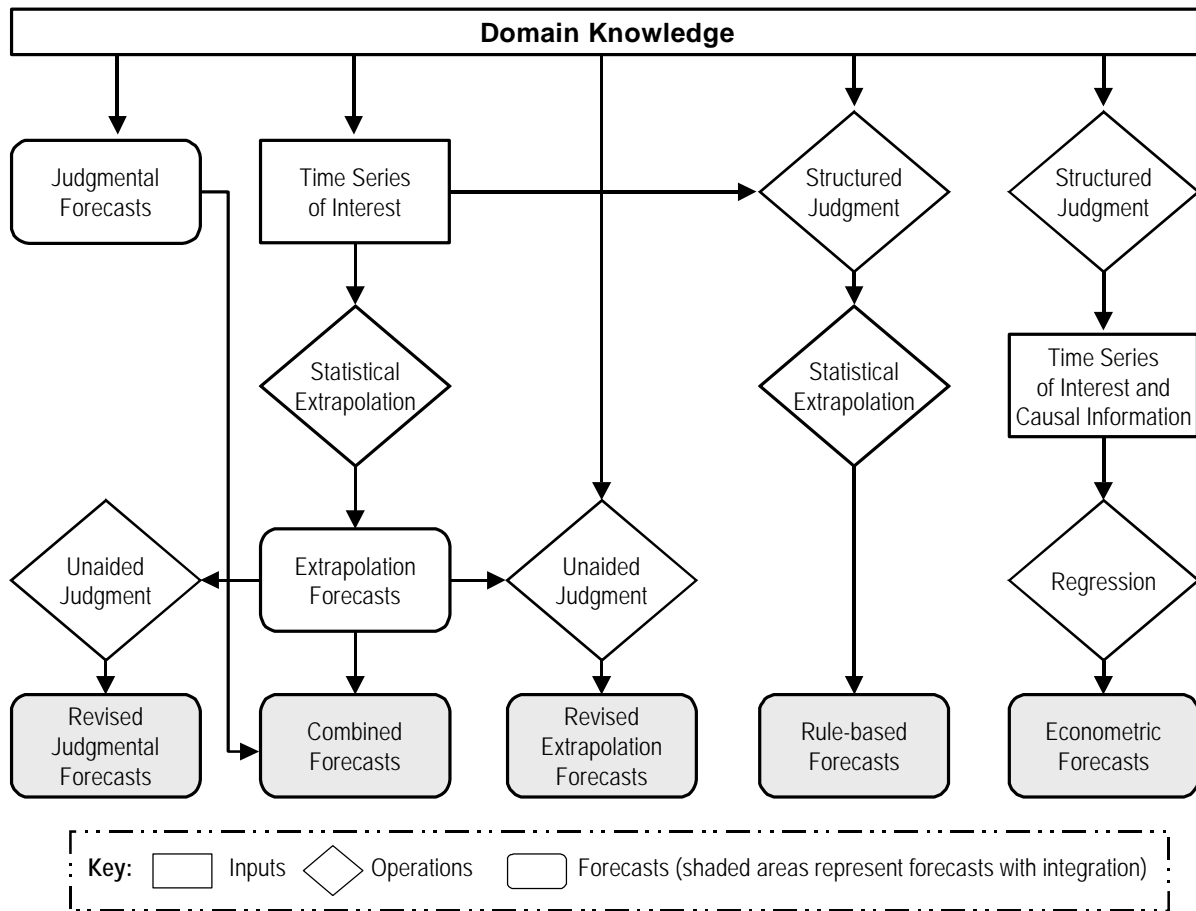 Domain Knowledge
Judgmental
Forecasts
Time Series
of Interest
Structured
Judgment
Structured
Judgment
Statistical
Extrapolation
Statistical
Extrapolation
Time Series
of Interest and
Causal Information
Unaided
Judgment
Extrapolation
Forecasts
Unaided
Judgment
Regression
Revised
Judgmental
Forecasts
Combined
Forecasts
Revised
Extrapolation
Forecasts
Rule-based
Forecasts
Econometric
Forecasts
Key: Inputs Operations Forecasts (shaded areas represent forecasts with integration)